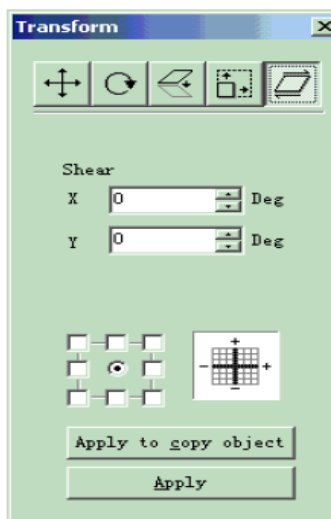 Transform
Shear
X 0 Deg
Y 0 Deg
+
- +
-
Apply to copy object
Apply